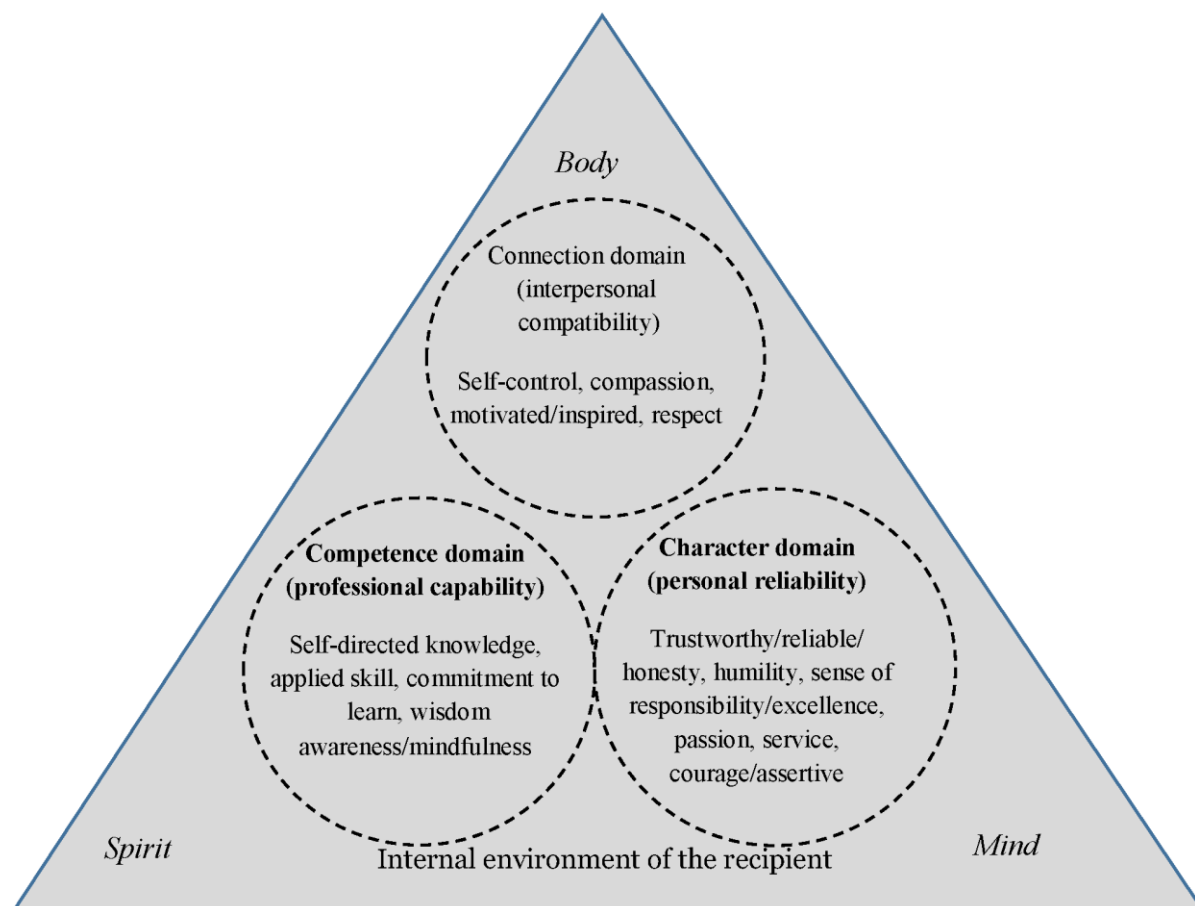 Body
Connection domain
(interpersonal
compatibility)
Self-control, compassion,
motivated/inspired, respect
Competence domain
(professional capability)
Self-directed knowledge,
applied skill, commitment to
learn, wisdom
awareness/mindfulness
Character domain
(personal reliability)
Trustworthy/reliable/
honesty, humility, sense of
responsibility/excellence,
passion, service,
courage/assertive
Spirit
Internal environment of the recipient
Mind